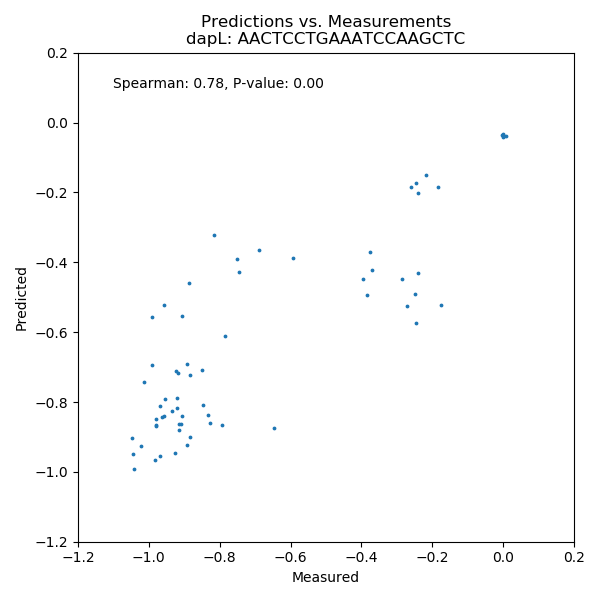 Predictions vs. Measurements
dapL: AACTCCTGAAATCCAAGCTC
Spearman: 0.78, P-value: 0.00
0.2
0.0
−0.2
−0.4
−0.6
−0.8
−1.0
−1.2
Predicted
−1.2 −1.0 −0.8 −0.6 −0.4 −0.2 0.0 0.2
Measured